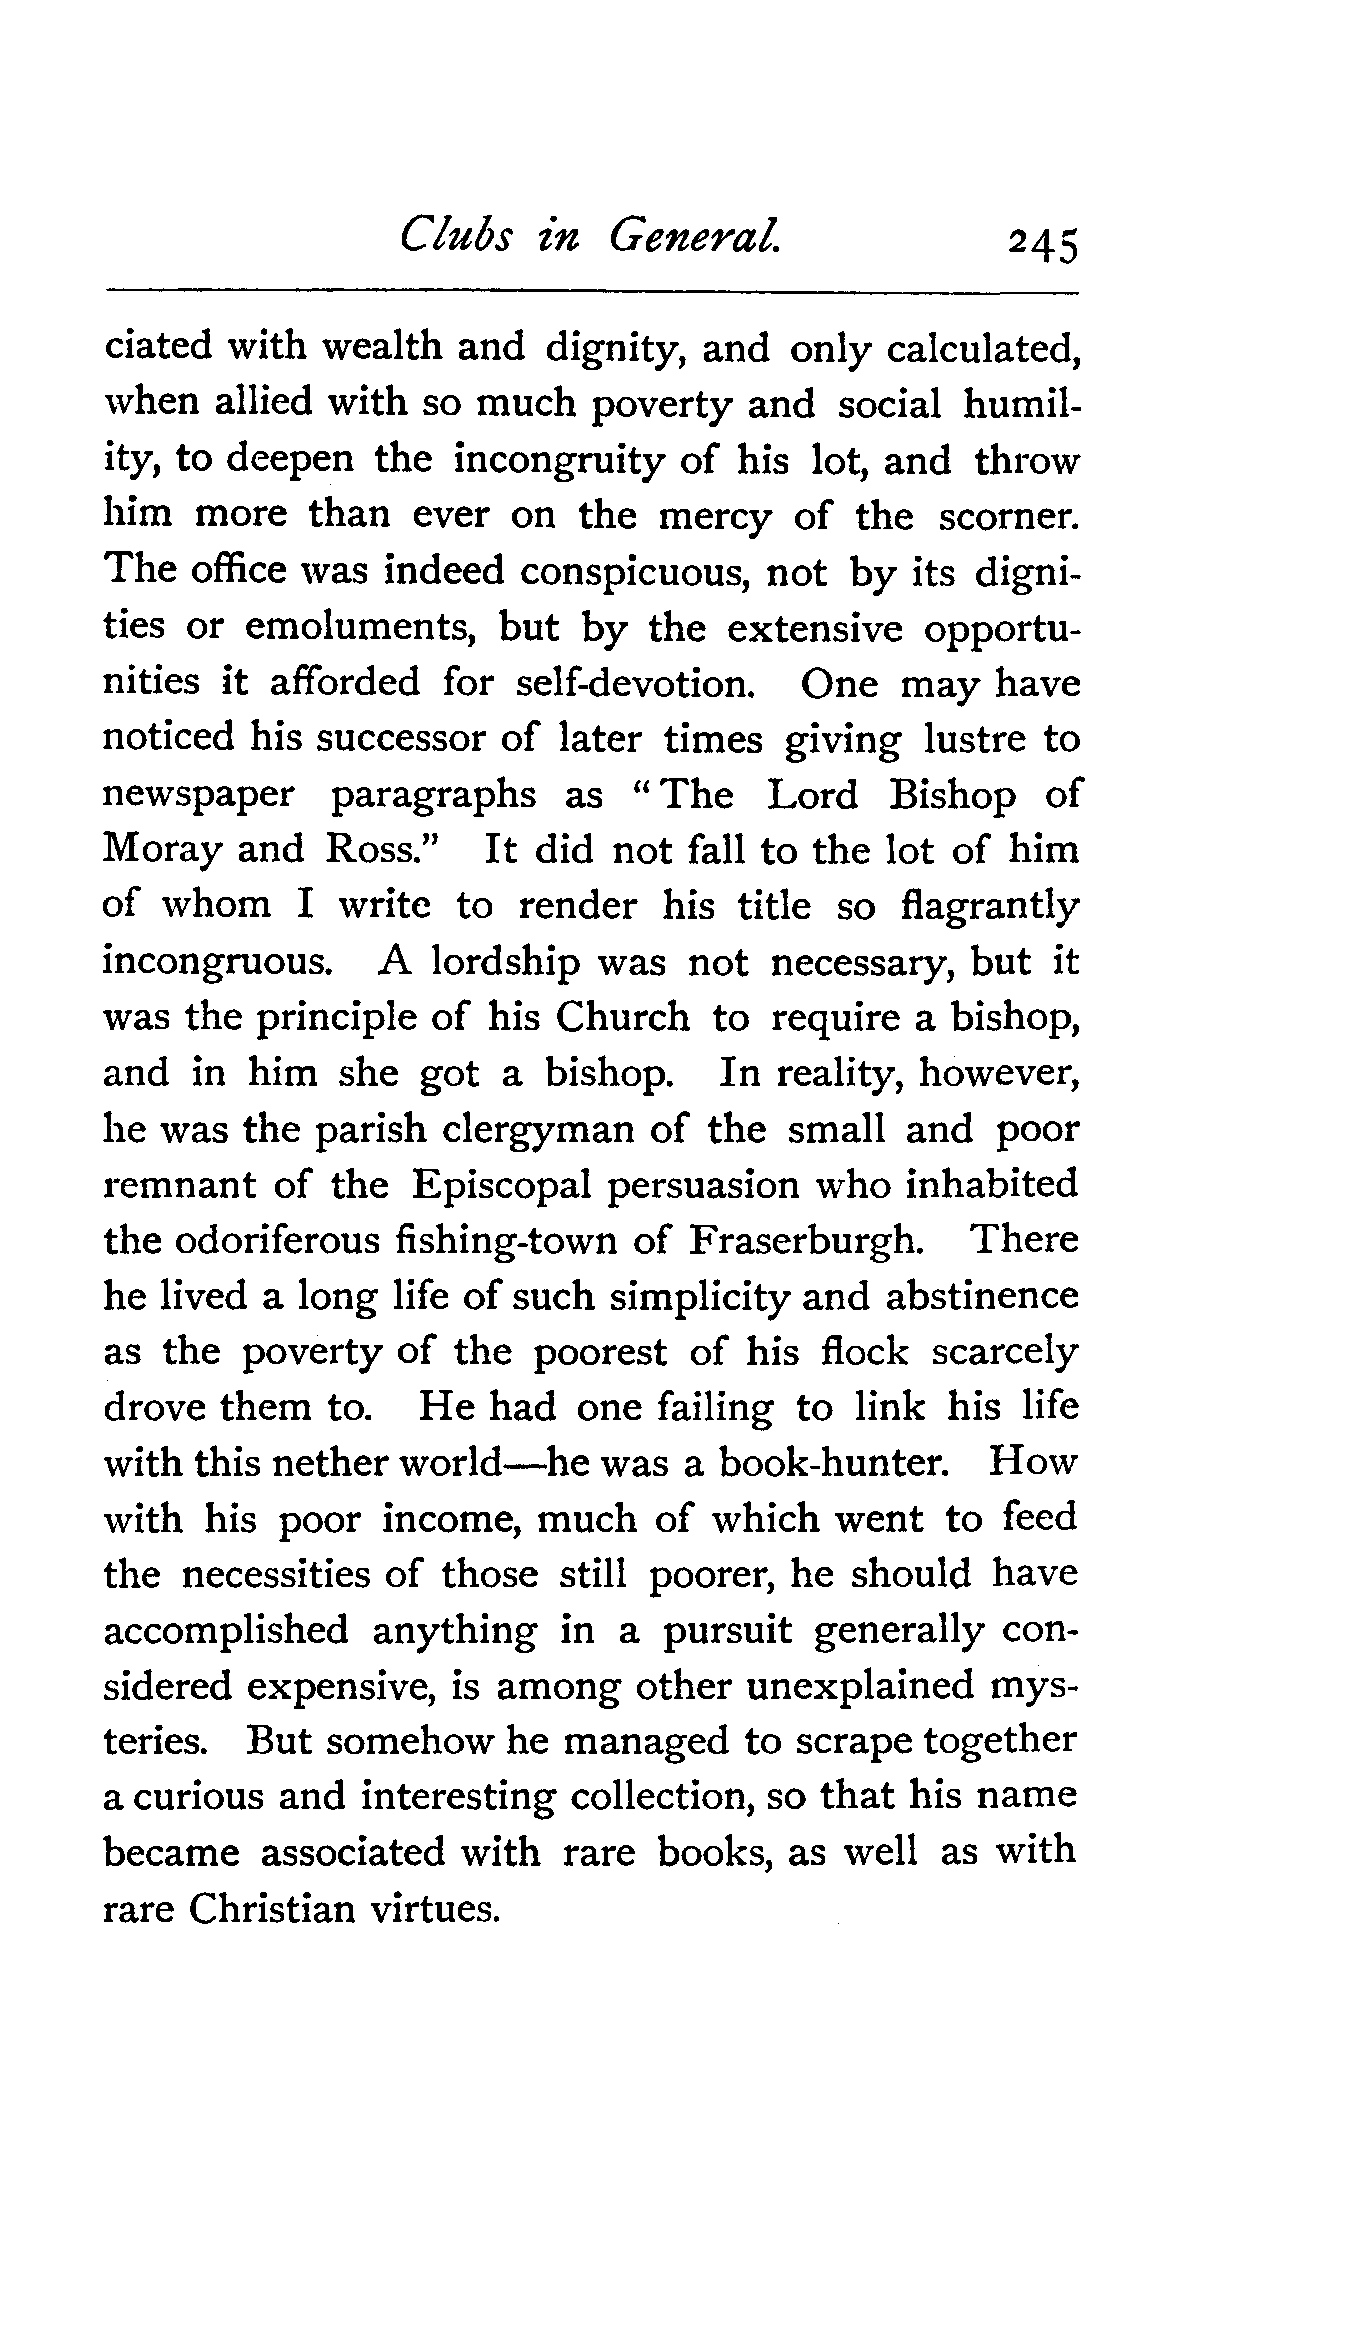 Clubs in General. 245
ciated with wealth and dignity, and only calculated,
when allied with so much poverty and social humil-
ity, to deepen the incongruity of his lot, and throw
him more than ever on the mercy of the scorner.
The office was indeed conspicuous, not by its digni-
ties or emoluments, but by the extensive opportu-
nities it afforded for self-devotion. One may have
noticed his successor of later times giving lustre to
newspaper paragraphs as “The Lord Bishop of
Moray and Ross.” It did not fall to the lot of him
of whom I write to render his title so flagrantly
incongruous. A lordship was not necessary, but it
was the principle of his Church to require a bishop,
and in him she got a bishop. In reality, however,
he was the parish clergyman of the small and poor
remnant of the Episcopal persuasion who inhabited
the odoriferous fishing-town of Fraserburgh. There
he lived a long life of such simplicity and abstinence
as the poverty of the poorest of his flock scarcely
drove them to. He had one failing to link his life
with this nether world—he was a book-hunter. How
with his poor income, much of which went to feed
the necessities of those still poorer, he should have
accomplished anything in a pursuit generally con-
sidered expensive, is among other unexplained mys-
teries. But somehow he managed to scrape together
a curious and interesting collection, so that his name
became associated with rare books, as well as with
rare Christian virtues.